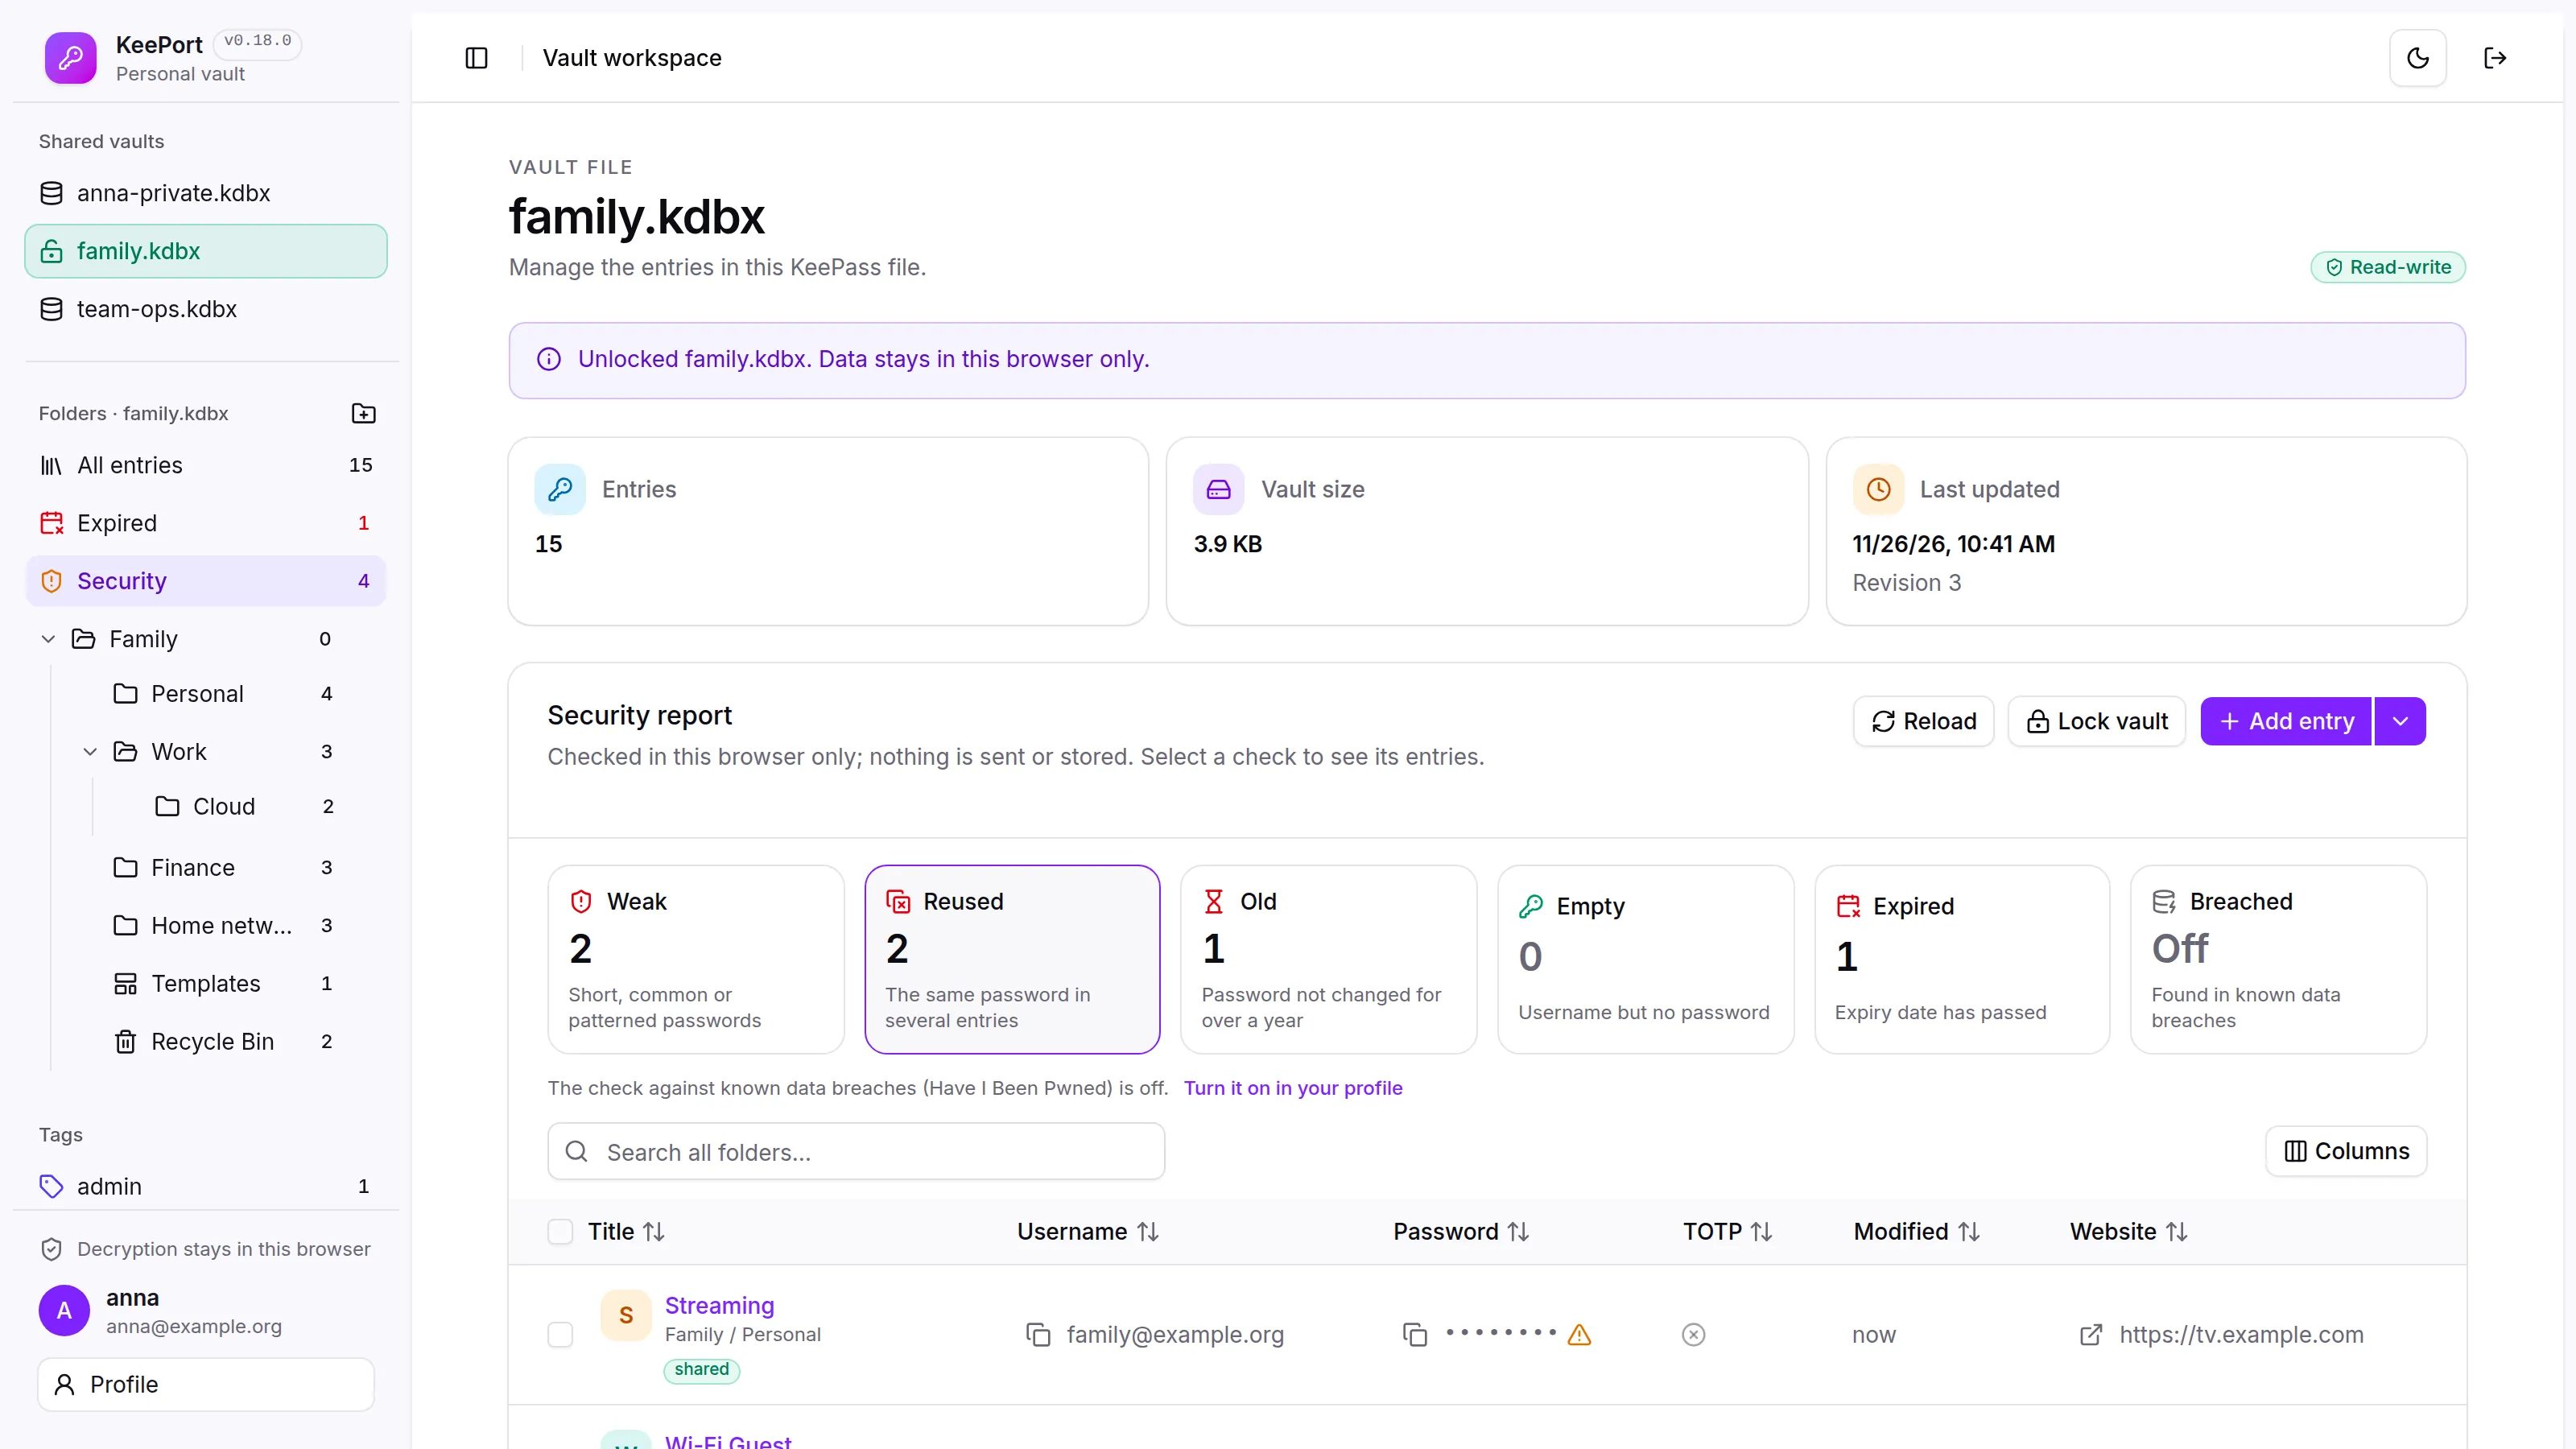 KeePort v0.18.0
Personal vault
Shared vaults
anna-private.kdbx
family.kdbx
team-ops.kdbx
Folders · family.kdbx
All entries 15
Expired 1
Security 4
Family 0
Personal 4
Work 3
Cloud 2
Finance 3
Home netw... 3
Templates 1
Recycle Bin 2
Tags
admin 1
Decryption stays in this browser
A
anna
anna@example.org
Profile
Vault workspace
VAULT FILE
family.kdbx
Manage the entries in this KeePass file.
Read-write
Unlocked family.kdbx. Data stays in this browser only.
Entries
15
Vault size
3.9 KB
Last updated
11/26/26, 10:41 AM
Revision 3
Security report
Checked in this browser only; nothing is sent or stored. Select a check to see its entries.
Reload
Lock vault
Add entry
Weak
2
Short, common or
patterned passwords
Reused
2
The same password in
several entries
Old
1
Password not changed for
over a year
Empty
0
Username but no password
Expired
1
Expiry date has passed
Breached
Off
Found in known data
breaches
The check against known data breaches (Have I Been Pwned) is off. Turn it on in your profile
Search all folders...
Columns
Title Username Password TOTP Modified Website
S
Streaming
Family / Personal
shared
family@example.org
••••••••
now
https://tv.example.com
Wi-Fi Guest